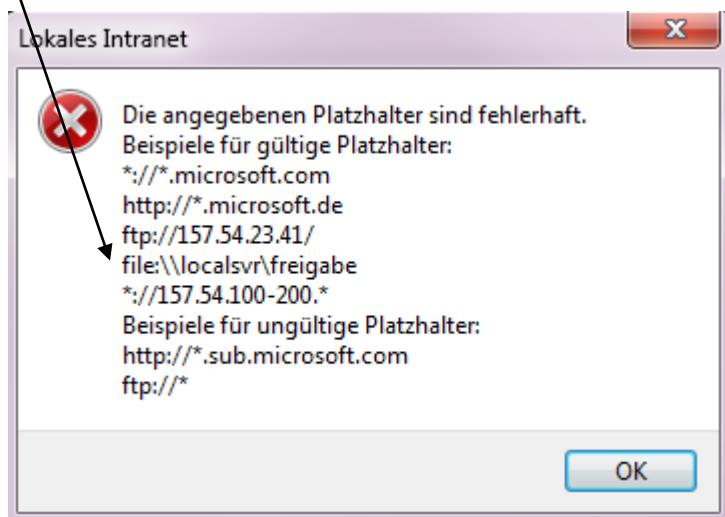 Lokales Intranet
Die angegebenen Platzhalter sind fehlerhaft.
Beispiele für gültige Platzhalter:
*://*.microsoft.com
http://*.microsoft.de
ftp://157.54.23.41/
file:\\localsvr\freigabe
*://157.54.100-200.*
Beispiele für ungültige Platzhalter:
http://*.sub.microsoft.com
ftp://*
OK